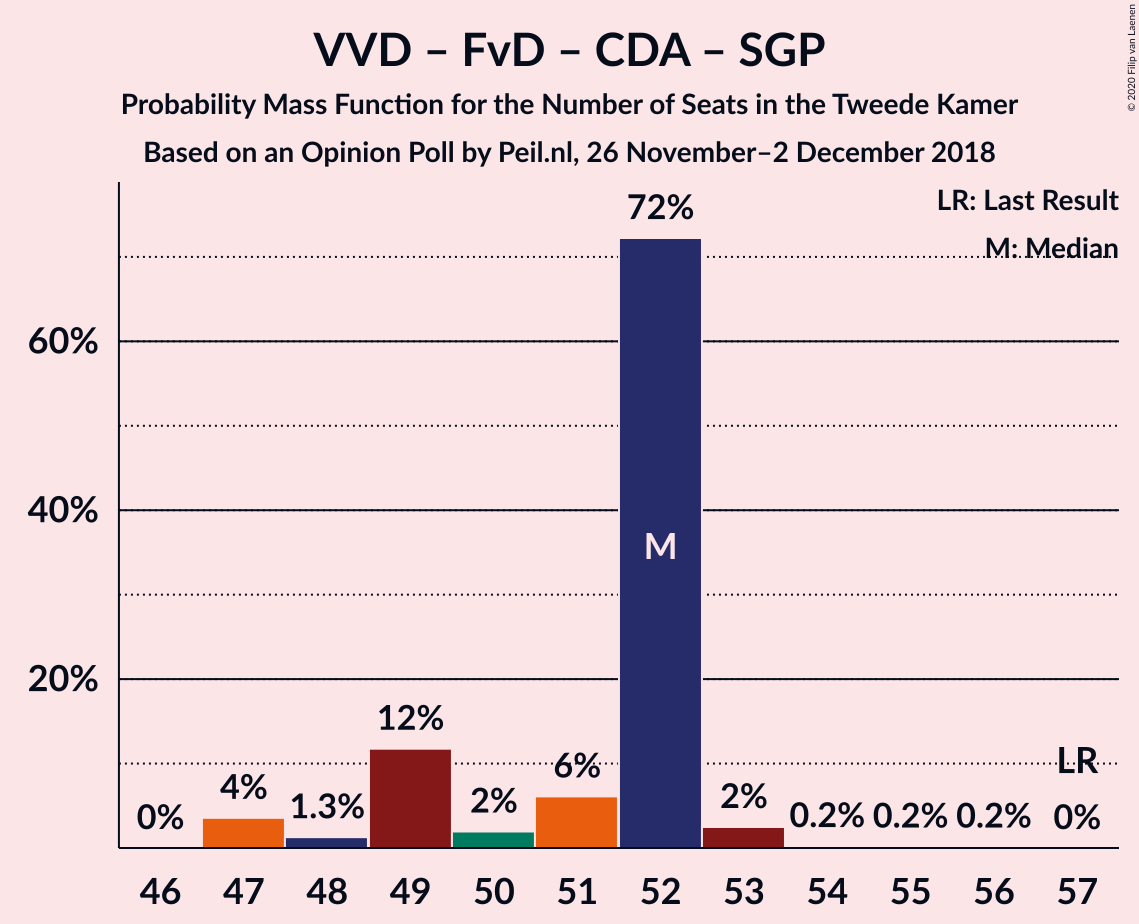 VVD – FvD – CDA – SGP
Probability Mass Function for the Number of Seats in the Tweede Kamer
Based on an Opinion Poll by Peil.nl, 26 November–2 December 2018
© 2020 Filip van Laenen
LR: Last Result
M: Median
72%
60%
40%
M
20%
12%
6%
LR
4%
1.3%
2%
2%
0%
0.2%
0.2%
0.2%
0%
46 47 48 49 50 51 52 53 54 55 56 57